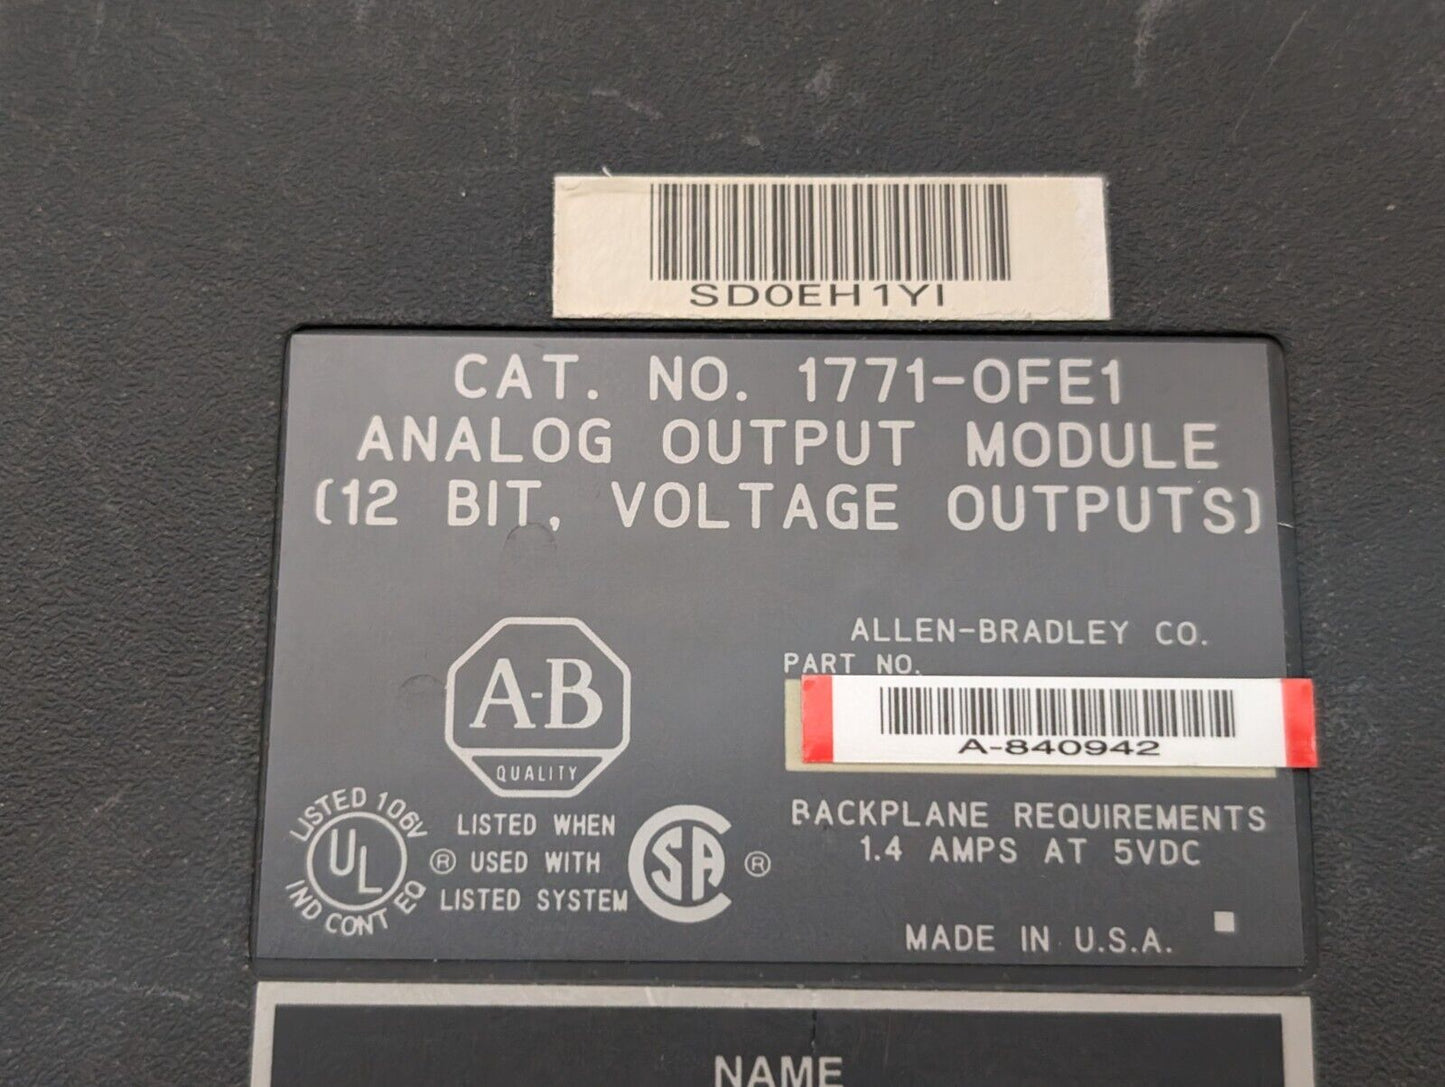 SD0EH1YI
CAT. NO. 1771-OFE1
ANALOG OUTPUT MODULE
(12 BIT, VOLTAGE OUTPUTS)
ALLEN-BRADLEY CO.
PART NO.
A-840942
A-B
QUALITY
BACKPLANE REQUIREMENTS
1.4 AMPS AT 5VDC
LISTED 106V
UL
IND CONT EQ
®
LISTED WHEN
USED WITH
LISTED SYSTEM
SA
®
MADE IN U.S.A.
NAME